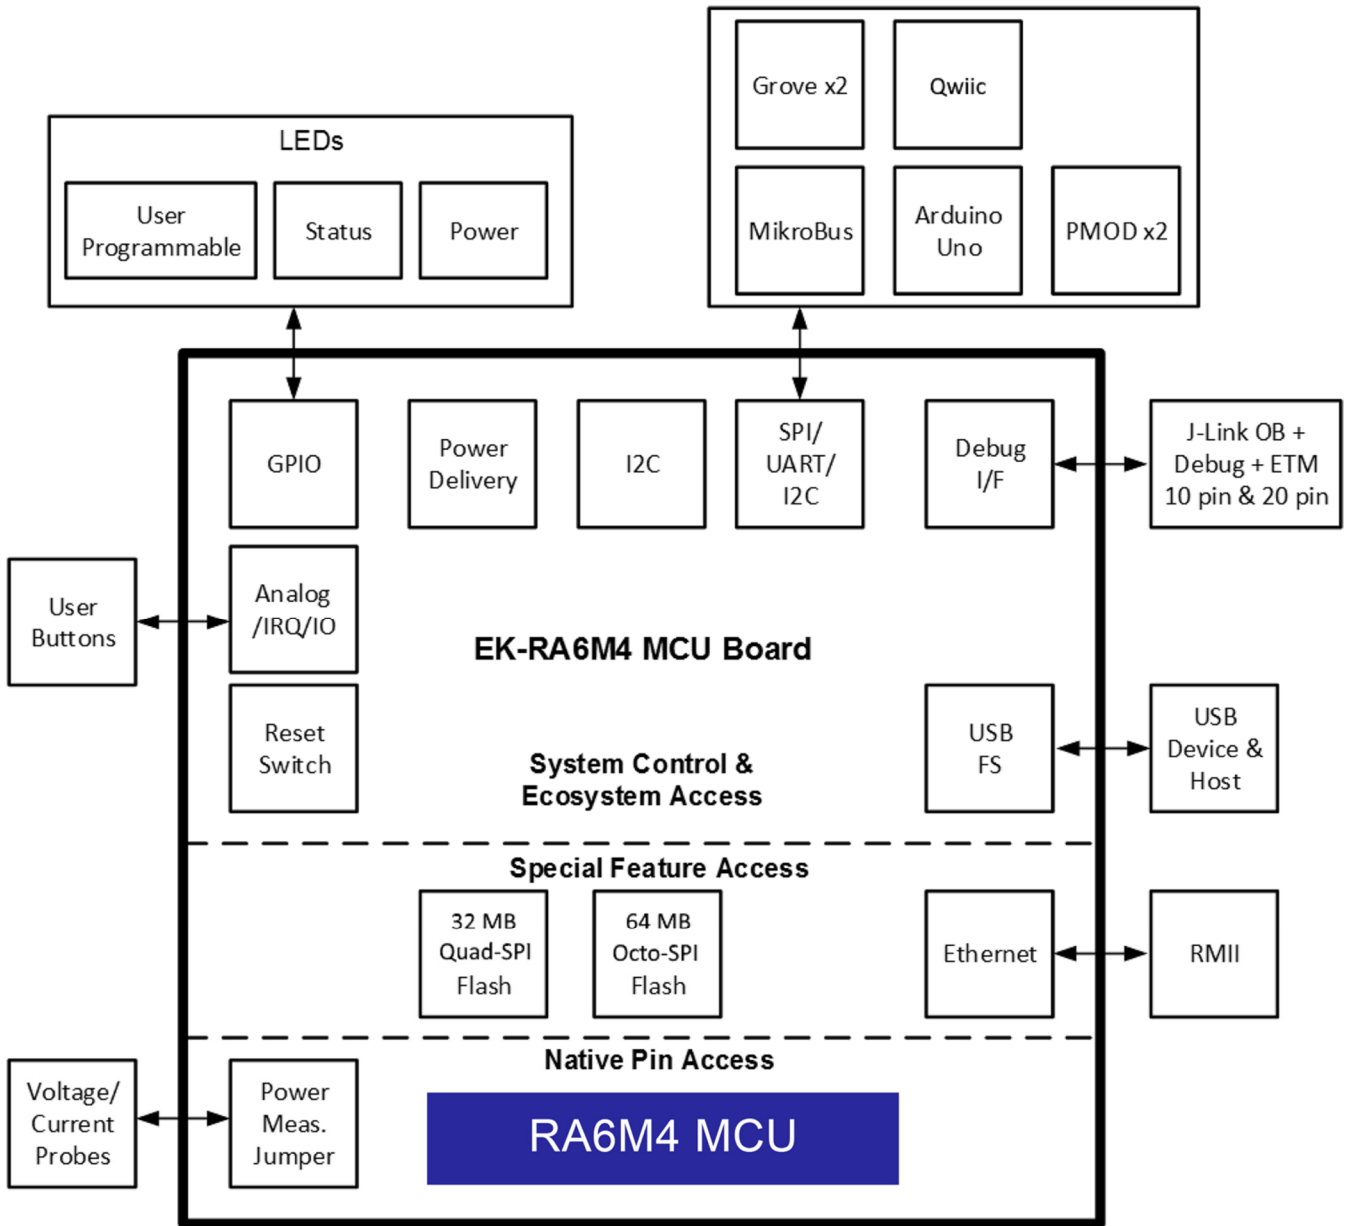 Grove x2
Qwiic
LEDs
User
Programmable
Status
Power
MikroBus
Arduino
Uno
PMOD x2
GPIO
Power
Delivery
I2C
SPI/
UART/
I2C
Debug
I/F
J-Link OB +
Debug + ETM
10 pin & 20 pin
User
Buttons
Analog
/IRQ/IO
EK-RA6M4 MCU Board
Reset
Switch
System Control &
Ecosystem Access
USB
FS
USB
Device &
Host
Special Feature Access
32 MB
Quad-SPI
Flash
64 MB
Octo-SPI
Flash
Ethernet
RMII
Native Pin Access
Voltage/
Current
Probes
Power
Meas.
Jumper
RA6M4 MCU